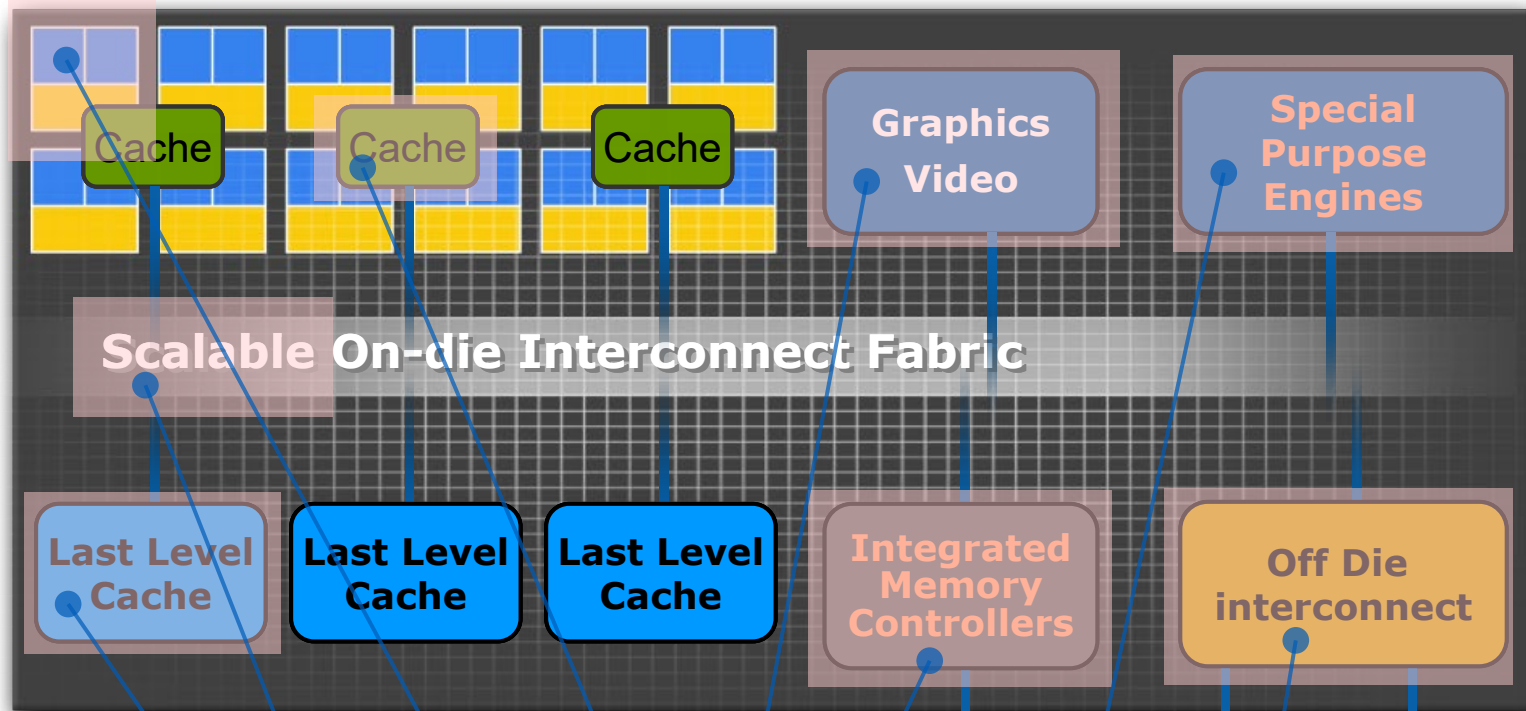 Cache
Cache
Cache
Graphics
Video
Special
Purpose
Engines
Scalable On-die Interconnect Fabric
Last Level
Cache
Last Level
Cache
Last Level
Cache
Integrated
Memory
Controllers
Off Die
interconnect